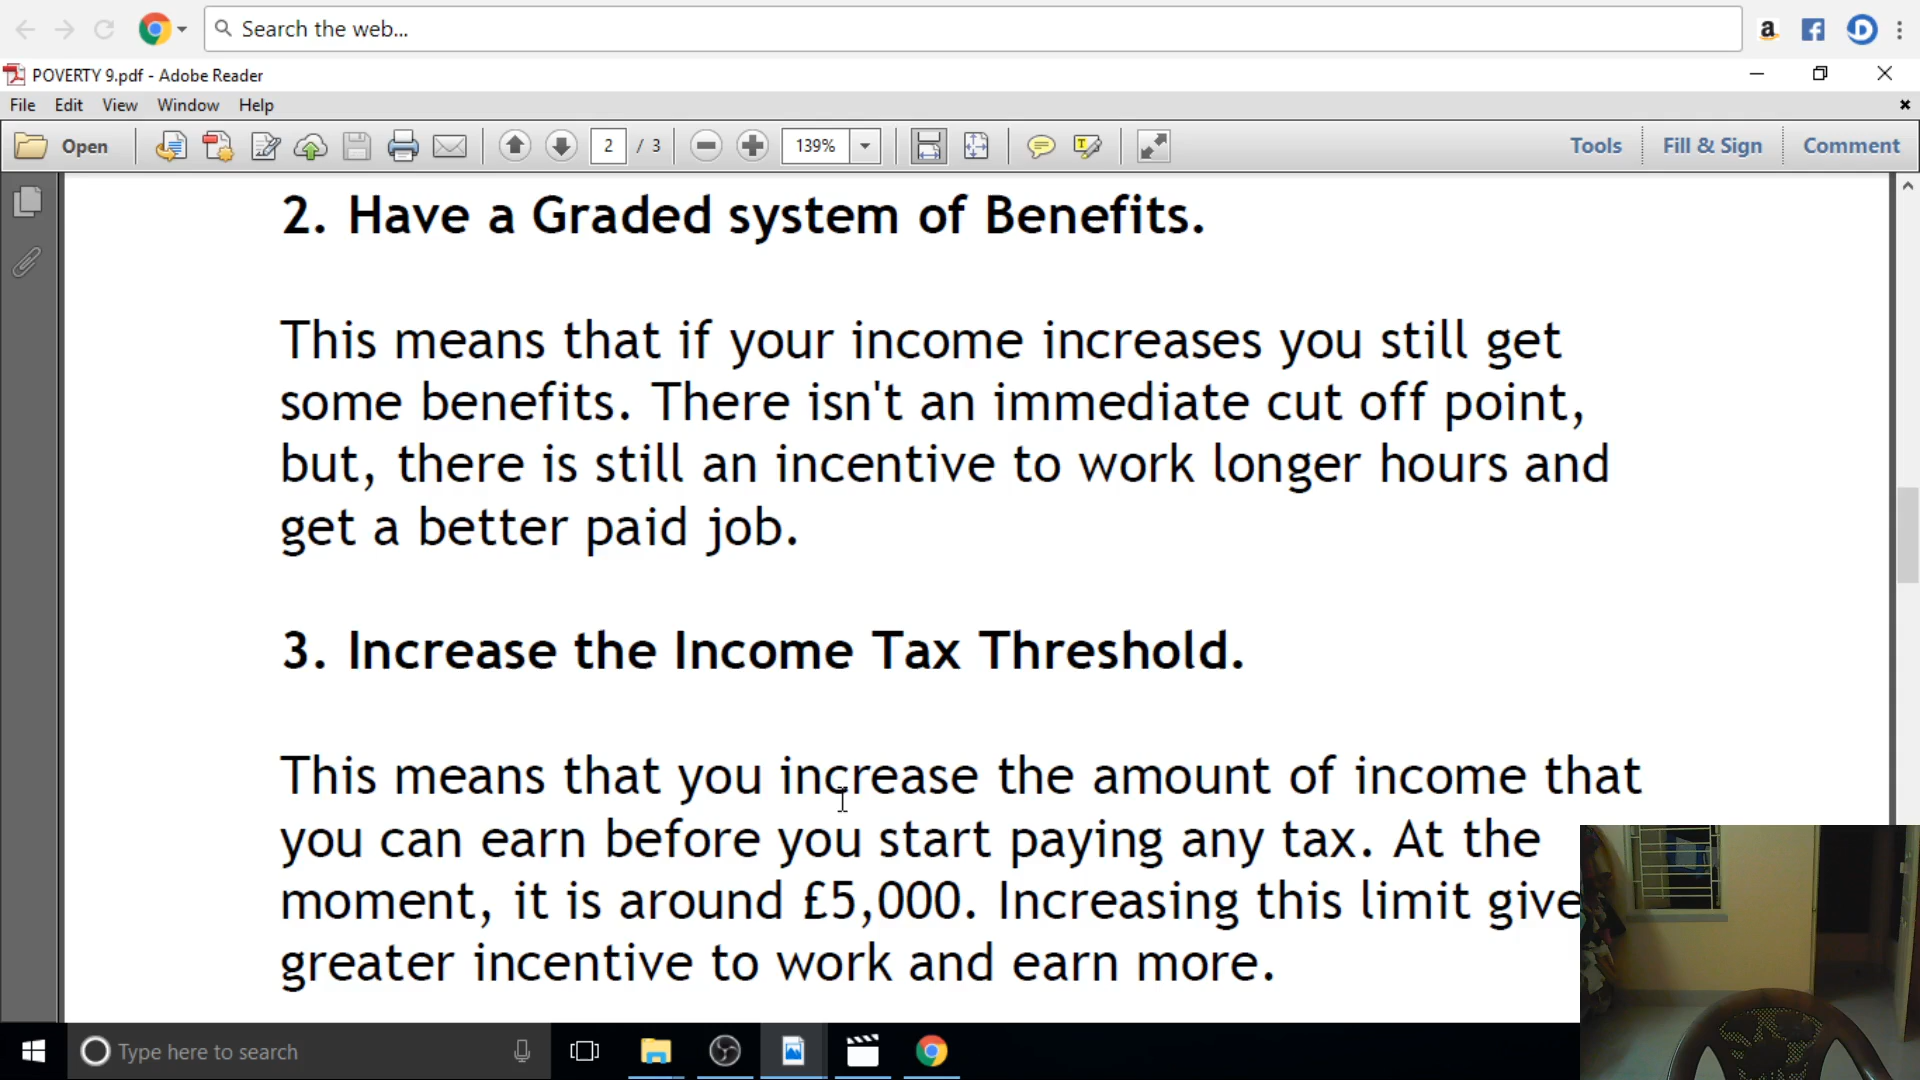 Search the web...
POVERTY 9.pdf - Adobe Reader
File Edit View Window Help
Open 2 / 3 139% Tools Fill & Sign Comment
2. Have a Graded system of Benefits.
This means that if your income increases you still get
some benefits. There isn't an immediate cut off point,
but, there is still an incentive to work longer hours and
get a better paid job.
3. Increase the Income Tax Threshold.
This means that you increase the amount of income that
you can earn before you start paying any tax. At the
moment, it is around £5,000. Increasing this limit give
greater incentive to work and earn more.
Type here to search